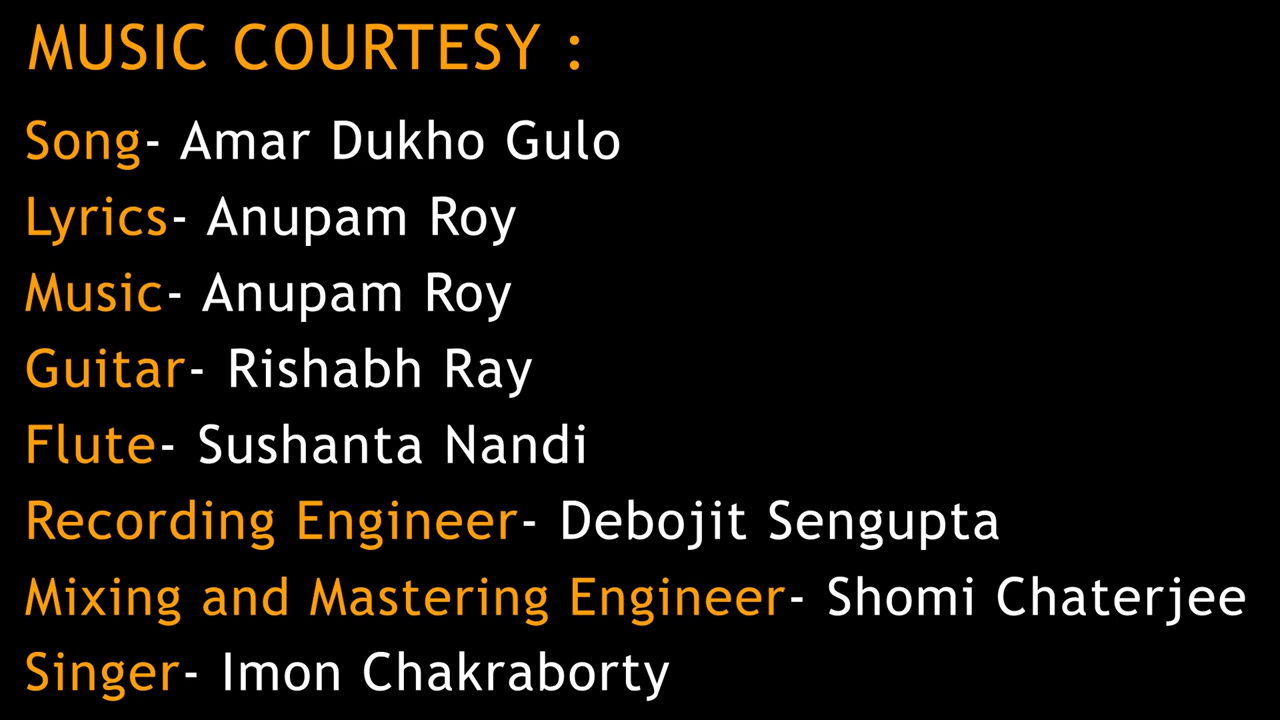 MUSIC COURTESY :
Song- Amar Dukho Gulo
Lyrics- Anupam Roy
Music- Anupam Roy
Guitar- Rishabh Ray
Flute- Sushanta Nandi
Recording Engineer- Debojit Sengupta
Mixing and Mastering Engineer- Shomi Chaterjee
Singer- Imon Chakraborty